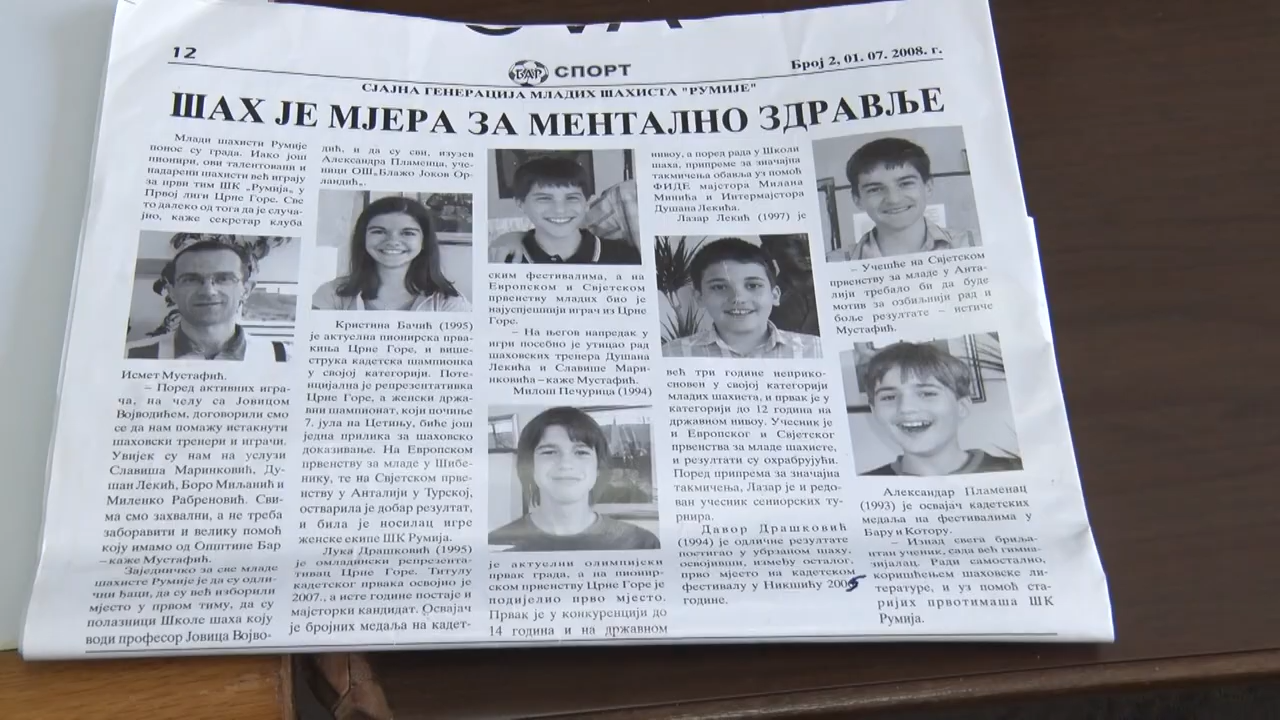 12
БАР СПОРТ
Број 2, 01. 07. 2008. г.
СЈАЈНА ГЕНЕРАЦИЈА МЛАДИХ ШАХИСТА "РУМИЈЕ"
ШАХ ЈЕ МЈЕРА ЗА МЕНТАЛНО ЗДРАВЉЕ
Млади шахисти Румије
понос су града. Иако још
пионири, ови талентовани и
надарени шахисти већ играју
за први тим ШК „Румија„ у
Првој лиги Црне Горе. Све
то далеко од тога да је случа-
јно, каже секретар клуба
Исмет Мустафић.
– Поред активних игра-
ча, на челу са Јовицом
Војводићем, договорили смо
се да нам помажу истакнути
шаховски тренери и играчи.
Увијек су нам на услузи
Славиша Маринковић, Ду-
шан Лекић, Боро Миљанић и
Миленко Рабреновић. Сви-
ма смо захвални, а не треба
заборавити и велику помоћ
коју имамо од Општине Бар
– каже Мустафић.
Заједничко за све младе
шахисте Румије је да су одли-
чни ђаци, да су већ изборили
мјесто у првом тиму, да су
полазници Школе шаха коју
води професор Јовица Војво-
дић, и да су сви, изузев
Александра Пламенца, уче-
ници ОШ„Блажо Јоков Ор-
ландић„.
Кристина Бачић (1995)
је актуелна пионирска прва-
киња Црне Горе, и више-
струка кадетска шампионка
у својој категорији. Поте-
нцијална је репрезентативка
Црне Горе, а женски држа-
вни шампионат, који почиње
7. јула на Цетињу, биће још
једна прилика за шаховско
доказивање. На Европском
првенству за младе у Шибе-
нику, те на Свјетском прве-
нству у Анталији у Турској,
остварила је добар резултат,
и била је носилац игре
женске екипе ШК Румија.
Лука Драшковић (1995)
је омладински репрезента-
тивац Црне Горе. Титулу
кадетског првака освојио је
2007., а исте године постаје и
мајсторки кандидат. Освајач
је бројних медаља на кадет-
ским фестивалима, а на
Европском и Свјетском
првенству младих био је
најуспјешнији играч из Црне
Горе.
– На његов напредак у
игри посебно је утицао рад
шаховских тренера Душана
Лекића и Славише Мари-
нковића – каже Мустафић.
Милош Печурица (1994)
је актуелни олимпијски
првак града, а на пионир-
ском првенству Црне Горе је
подијелио прво мјесто.
Првак је у конкуренцији до
14 година и на државном
нивоу, а поред рада у Школи
шаха, припреме за значајна
такмичења обавља уз помоћ
ФИДЕ мајстора Милана
Минића и Интермајстора
Душана Лекића.
Лазар Лекић (1997) је
већ три године неприко-
сновен у својој категорији
младих шахиста, и првак је у
категорији до 12 година на
државном нивоу. Учесник је
и Европског и Свјетског
првенства за младе шахисте,
и резултати су охрабрујући.
Поред припрема за значајна
такмичења, Лазар је и редо-
ван учесник сениорских ту-
рнира.
Давор Драшковић
(1994) је одличне резултате
постигао у убрзаном шаху,
освојивши, између осталог,
прво мјесто на кадетском
фестивалу у Никшићу 2005
године.
– Учешће на Свјетском
првенству за младе у Анта-
лији требало би да буде
мотив за озбиљнији рад и
боље резултате – истиче
Мустафић.
Александар Пламенац
(1993) је освајач кадетских
медаља на фестивалима у
Бару и Котору.
– Изнад свега бриља-
нтан ученик, сада већ гимна-
зијалац. Ради самостално,
коришћењем шаховске ли-
тературе, и уз помоћ ста-
ријих првотимаша ШК
Румија.